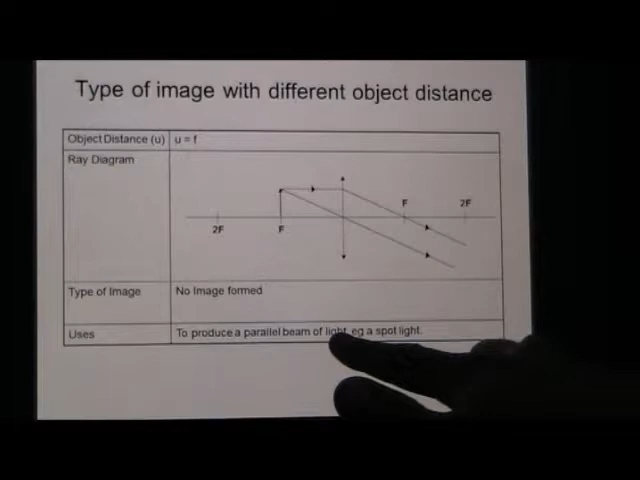 Type of image with different object distance
Object Distance (u) u = f
Ray Diagram
F 2F
2F F
Type of Image No Image formed
Uses To produce a parallel beam of light, eg a spot light.